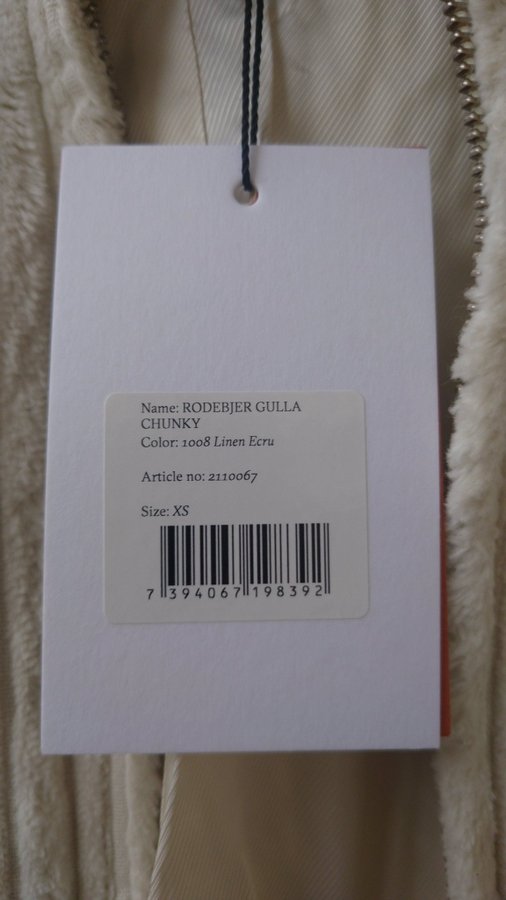 Name: RODEBJER GULLA
CHUNKY
Color: 1008 Linen Ecru
Article no: 2110067
Size: XS
7 394067 198392